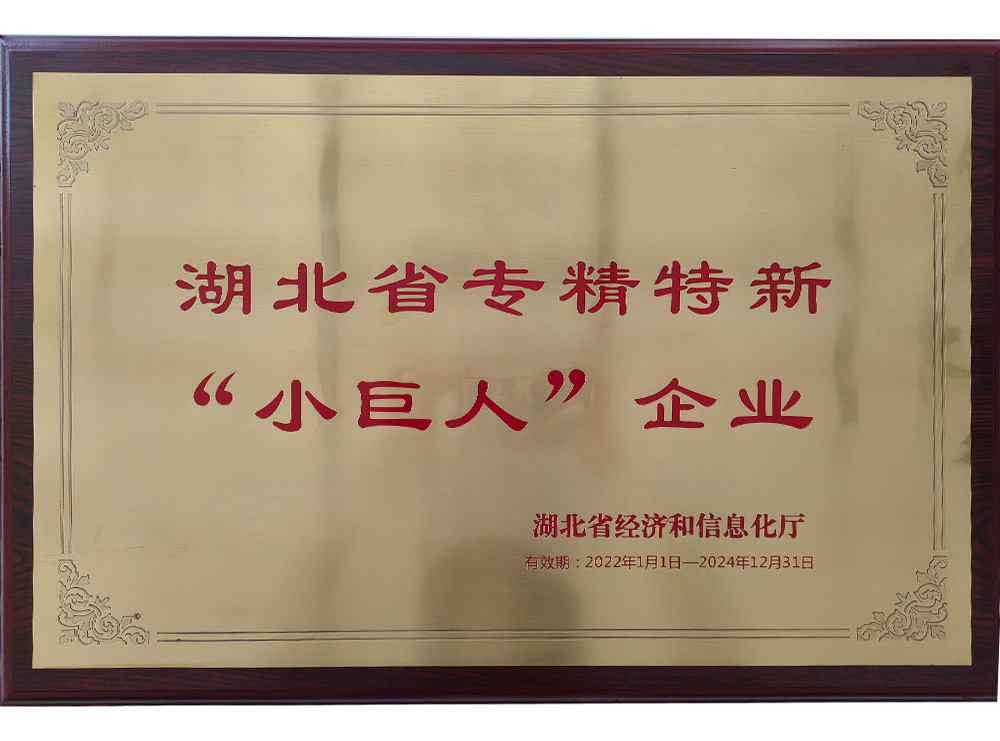 湖北省专精特新
“小巨人”企业
湖北省经济和信息化厅
有效期：2022年1月1日—2024年12月31日